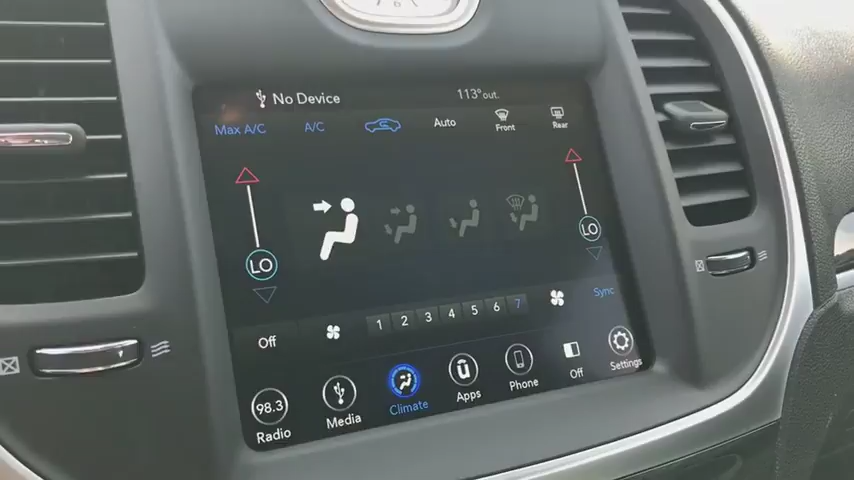 No Device 113° out.
Max A/C A/C Auto Front Rear
LO LO
Sync
Off 1 2 3 4 5 6 7
98.3
Radio Media Climate Apps Phone Off Settings